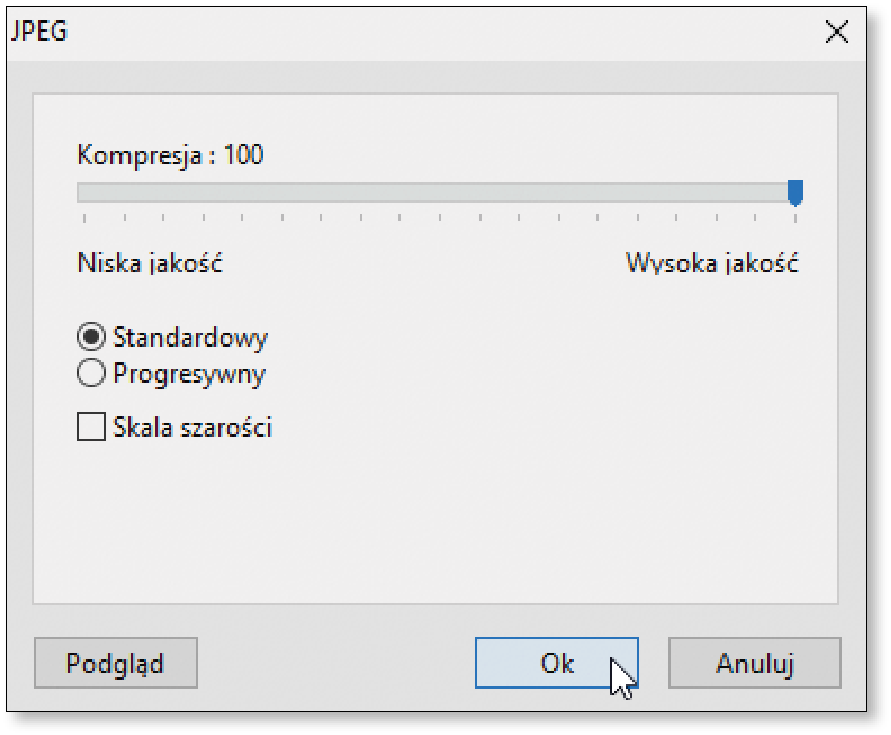 JPEG
Kompresja : 100
Niska jakość Wysoka jakość
Standardowy
Progresywny
Skala szarości
Podgląd Ok Anuluj